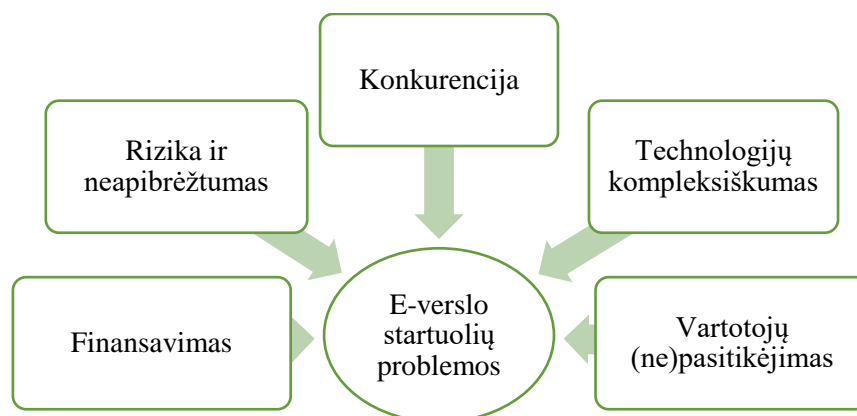 Konkurencija
Rizika ir
neapibrėžtumas
Technologijų
kompleksiškumas
Finansavimas
E-verslo
startuolių
problemos
Vartotojų
(ne)pasitikėjimas